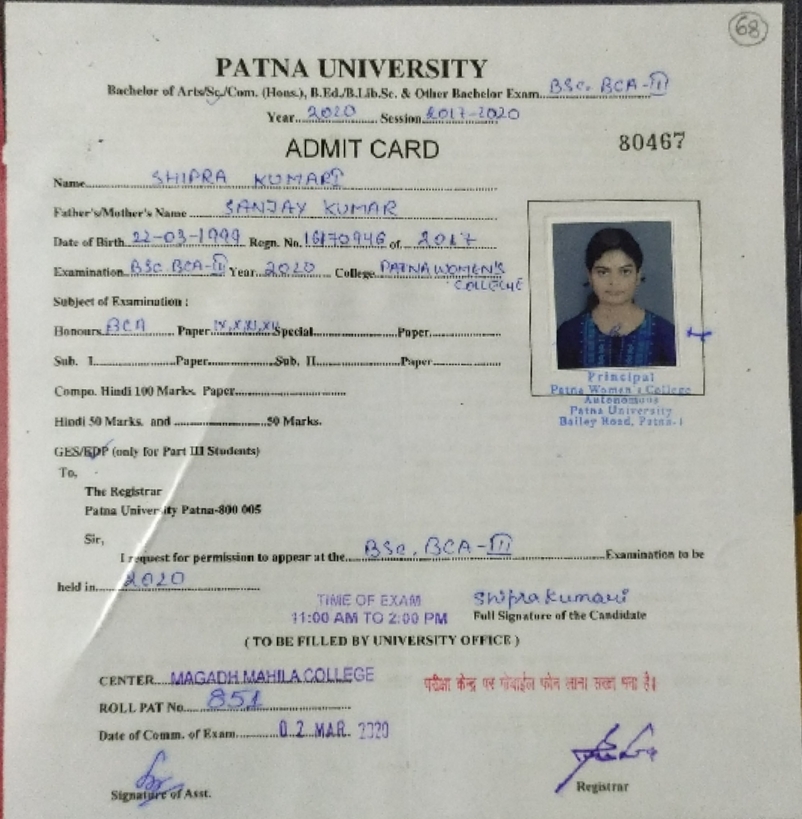 68
PATNA UNIVERSITY
Bachelor of Arts/Sc./Com. (Hons.), B.Ed./B.Lib.Sc. & Other Bachelor Exam. BSc. BCA-III
Year 2020 Session 2017-2020
ADMIT CARD
80467
Name SHIPRA KUMARI
Father's/Mother's Name SANJAY KUMAR
Date of Birth 22-03-1999 Regn. No. 16170946 of 2017
Examination BSC BCA-III Year 2020 College PATNA WOMEN'S
COLLEGE
Subject of Examination :
Honours BCA Paper IX,X,XI,XII Special Paper
Sub. I Paper Sub. II Paper
Compo. Hindi 100 Marks. Paper
Hindi 50 Marks. and 50 Marks.
GES/EDP (only for Part III Students)
Principal
Patna Women's College
Autonomous
Patna University
Bailey Road, Patna-1
To,
The Registrar
Patna University Patna-800 005
Sir,
I request for permission to appear at the BSc. BCA-III Examination to be
held in 2020
TIME OF EXAM
11:00 AM TO 2:00 PM
Shipra Kumari
Full Signature of the Candidate
( TO BE FILLED BY UNIVERSITY OFFICE )
CENTER MAGADH MAHILA COLLEGE
परीक्षा केन्द्र पर मोबाईल फोन लाना सख्त मना है।
ROLL PAT No. 851
Date of Comm. of Exam. 02 MAR. 2020
Signature of Asst.
Registrar